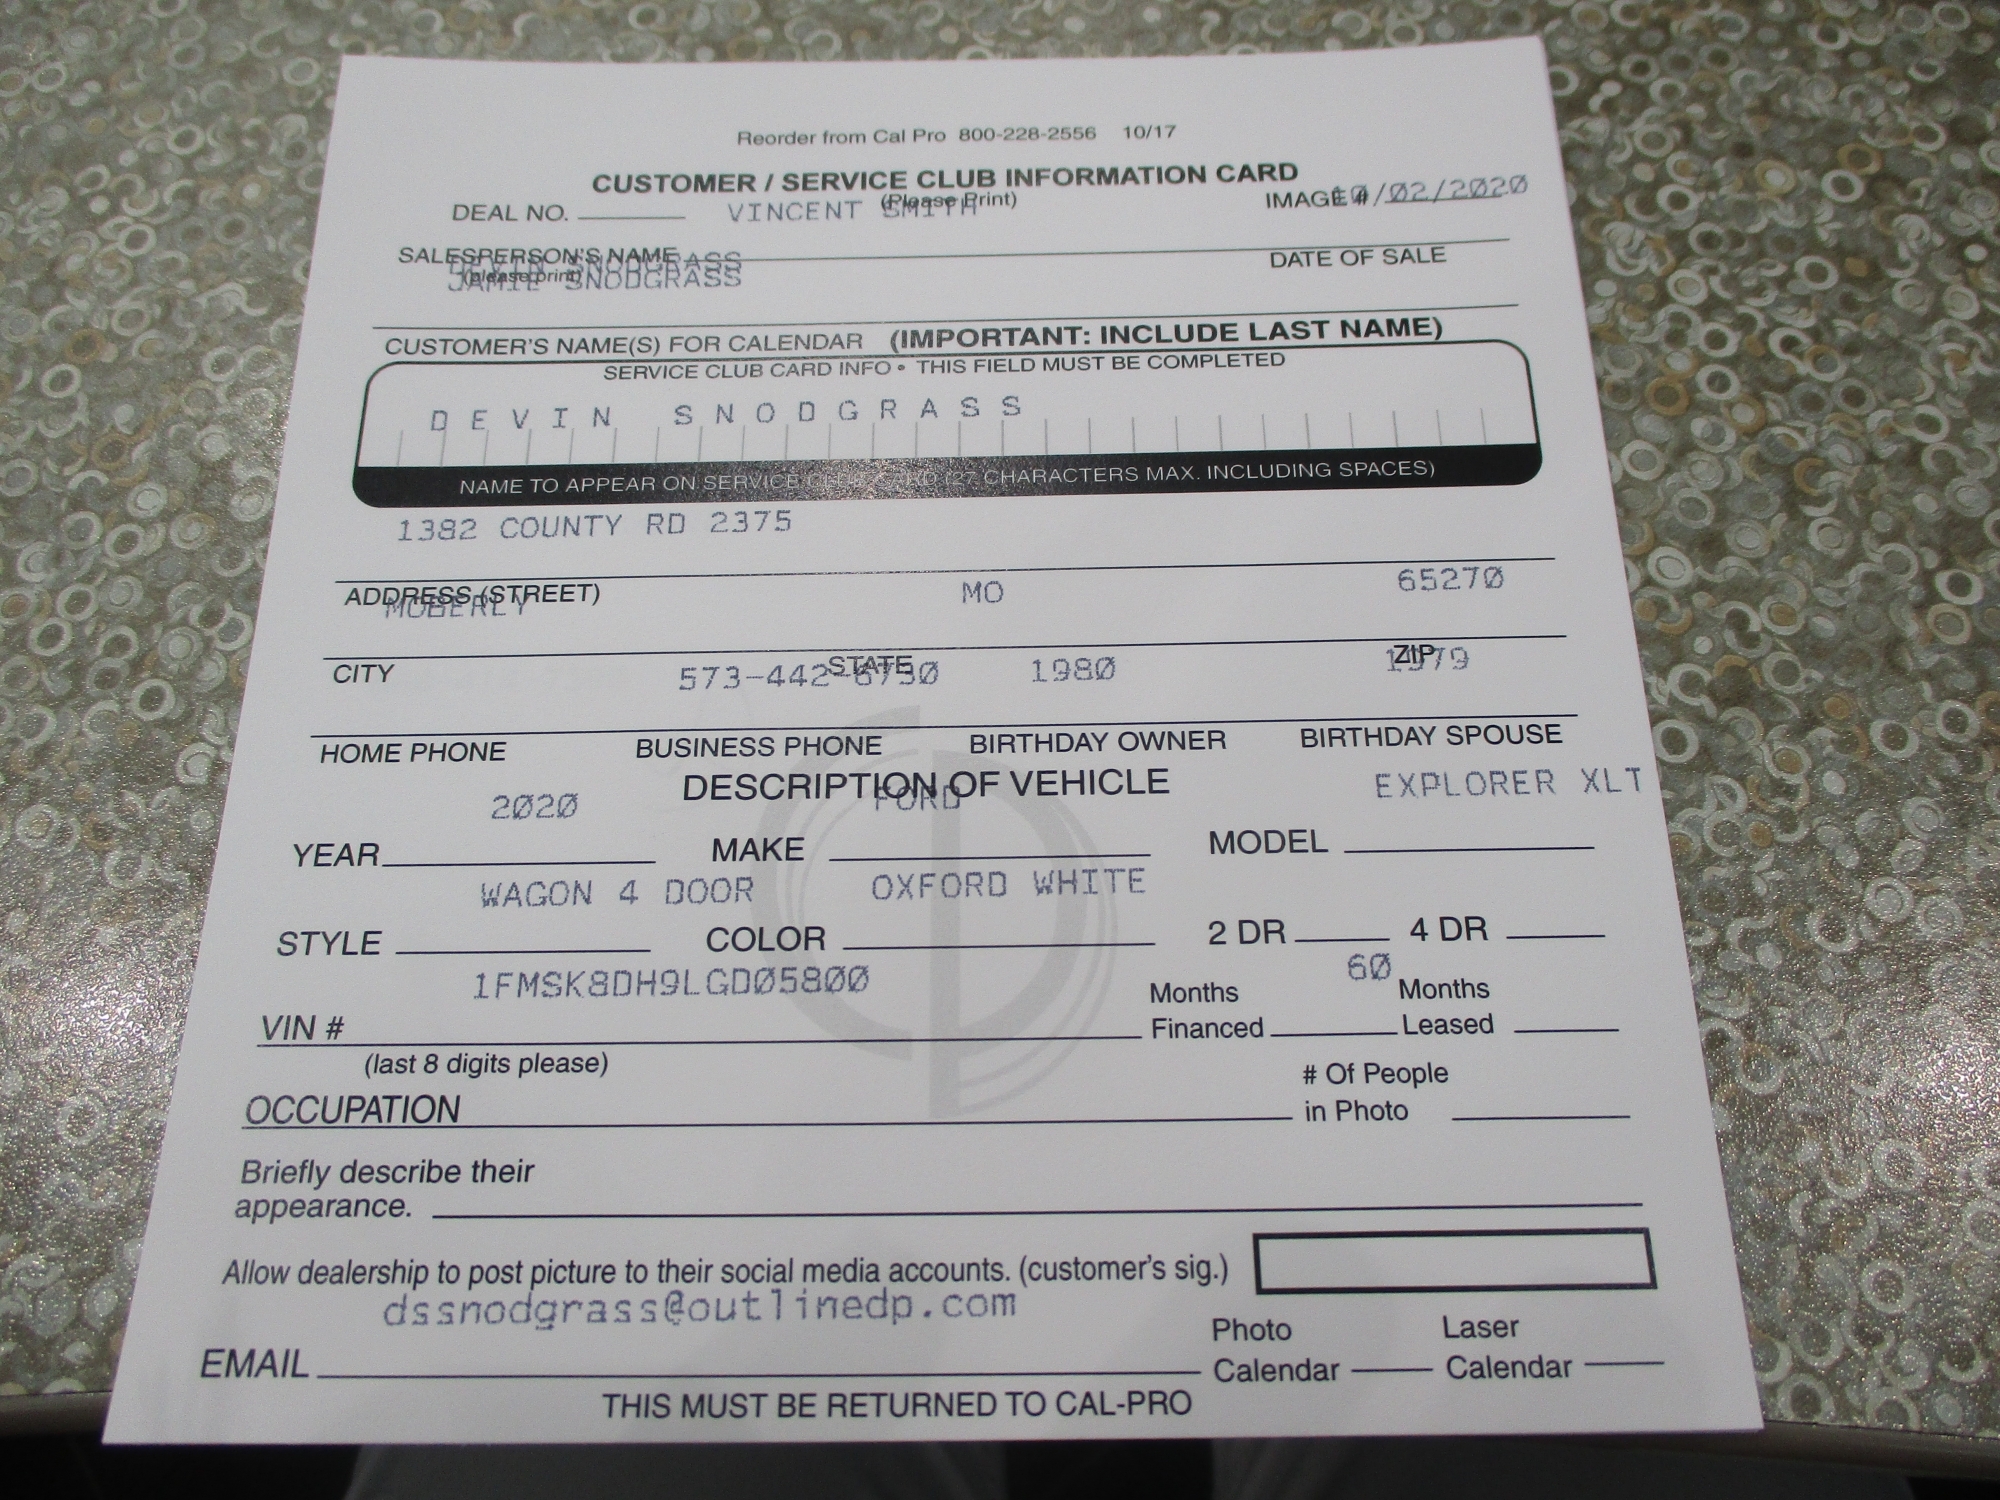 Reorder from Cal Pro 800-228-2556 10/17
CUSTOMER / SERVICE CLUB INFORMATION CARD
(Please Print)
DEAL NO. VINCENT SMITH IMAGE # 10/02/2020
SALESPERSON'S NAME DATE OF SALE
(please print)
DEVIN SNODGRASS
JAMIE SNODGRASS
CUSTOMER'S NAME(S) FOR CALENDAR (IMPORTANT: INCLUDE LAST NAME)
SERVICE CLUB CARD INFO • THIS FIELD MUST BE COMPLETED
DEVIN SNODGRASS
NAME TO APPEAR ON SERVICE CLUB CARD (27 CHARACTERS MAX. INCLUDING SPACES)
1382 COUNTY RD 2375
ADDRESS (STREET)
MOBERLY MO 65270
CITY STATE ZIP
573-442-6730 1980 1979
HOME PHONE BUSINESS PHONE BIRTHDAY OWNER BIRTHDAY SPOUSE
DESCRIPTION OF VEHICLE
2020 FORD EXPLORER XLT
YEAR MAKE MODEL
WAGON 4 DOOR OXFORD WHITE
STYLE COLOR 2 DR 4 DR
1FMSK8DH9LGD05800 60
VIN # Months Financed Months Leased
(last 8 digits please)
OCCUPATION # Of People in Photo
Briefly describe their
appearance.
Allow dealership to post picture to their social media accounts. (customer's sig.)
dssnodgrass@outlinedp.com
EMAIL Photo Calendar Laser Calendar
THIS MUST BE RETURNED TO CAL-PRO